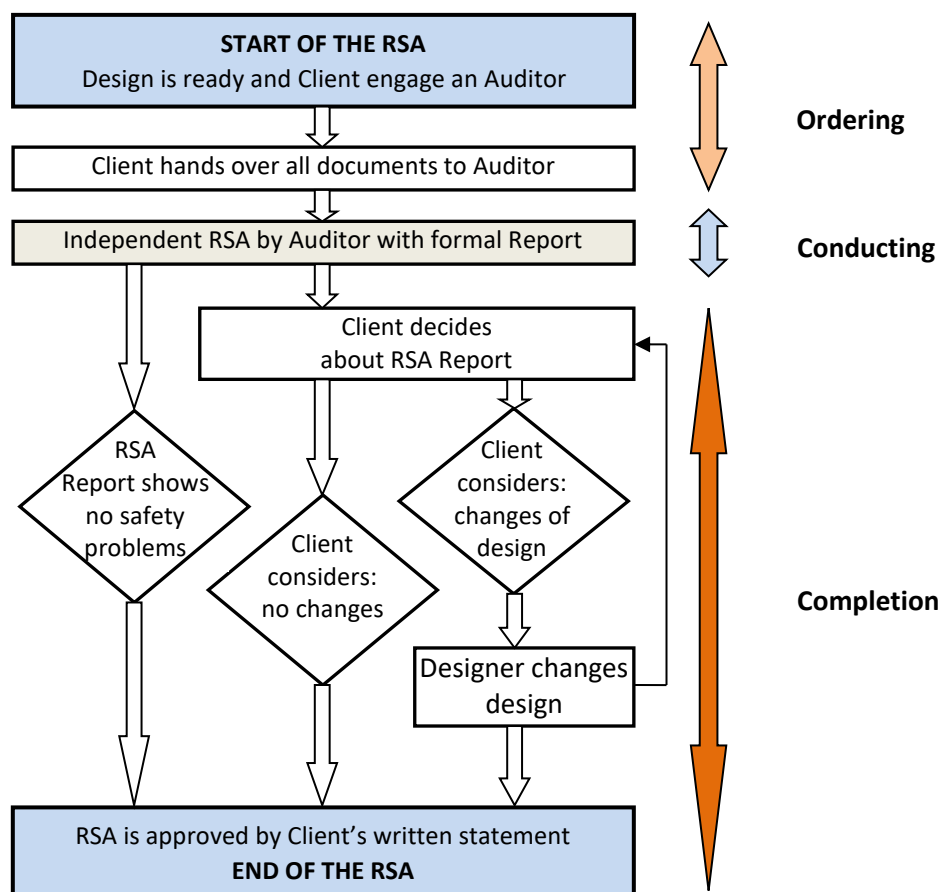 START OF THE RSA
Design is ready and Client engage an Auditor
Ordering
Client hands over all documents to Auditor
Independent RSA by Auditor with formal Report
Conducting
Client decides
about RSA Report
RSA
Report shows
no safety
problems
Client
considers:
no changes
Client
considers:
changes of
design
Completion
Designer changes
design
RSA is approved by Client's written statement
END OF THE RSA